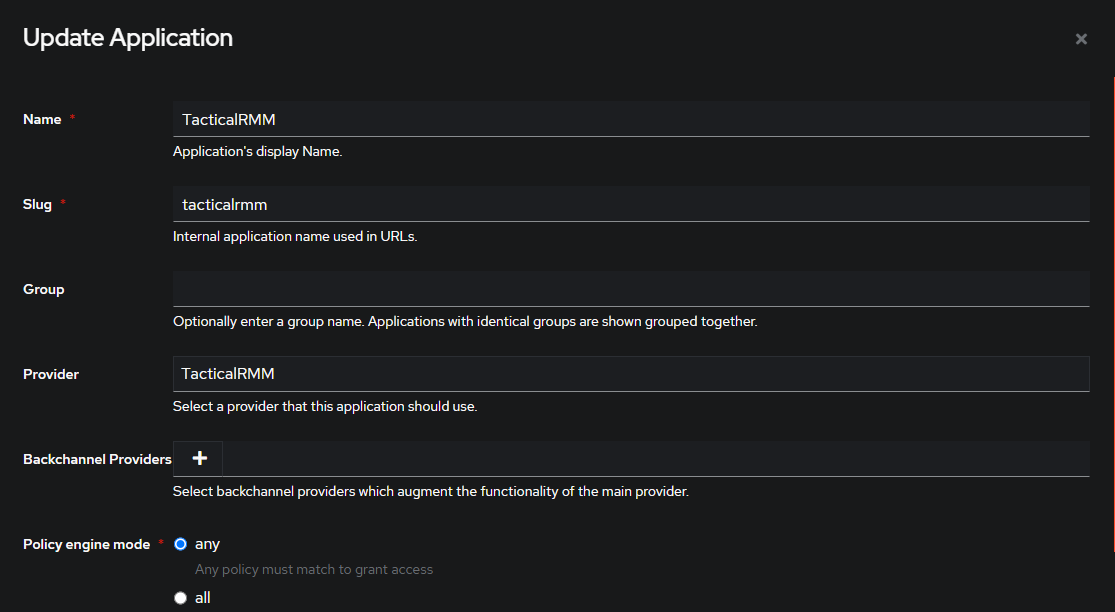 Update Application
×
Name *
TacticalRMM
Application's display Name.
Slug *
tacticalrmm
Internal application name used in URLs.
Group
Optionally enter a group name. Applications with identical groups are shown grouped together.
Provider
TacticalRMM
Select a provider that this application should use.
Backchannel Providers
+
Select backchannel providers which augment the functionality of the main provider.
Policy engine mode *
any
Any policy must match to grant access
all